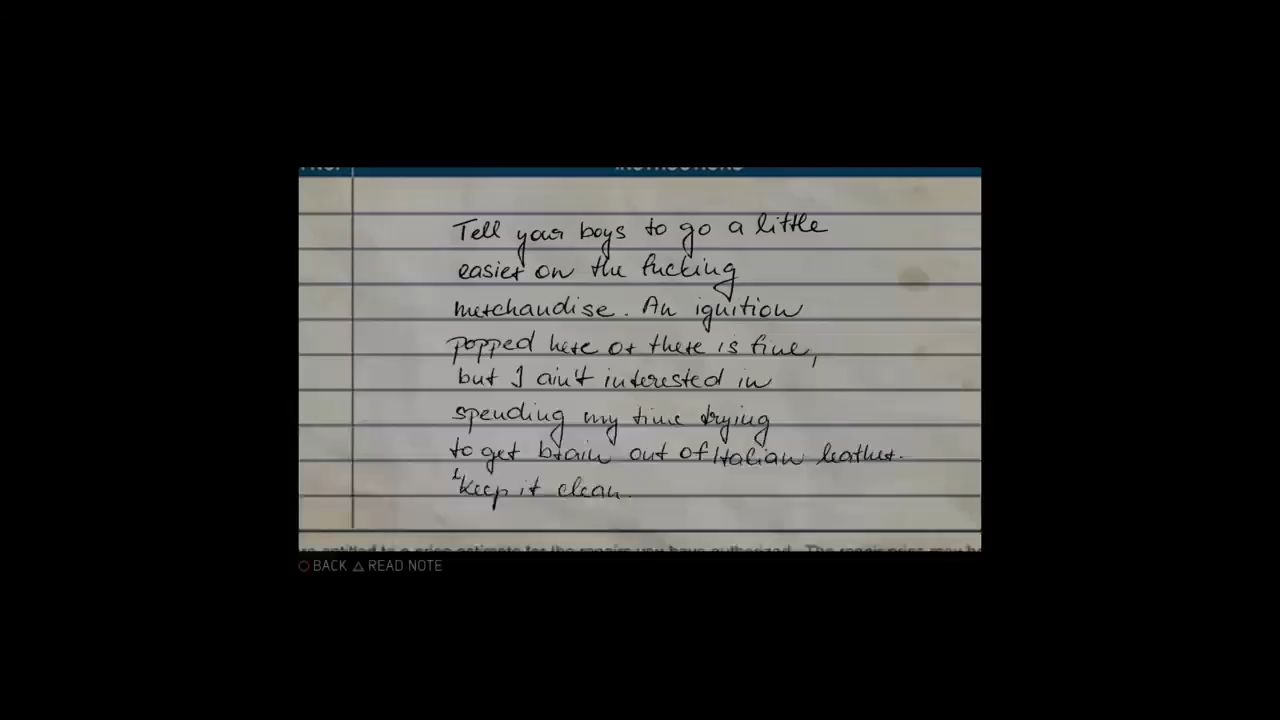 Tell your boys to go a little
easier on the fucking
merchandise. An ignition
popped here or there is fine,
but I ain't interested in
spending my time trying
to get brain out of Italian leather.
Keep it clean.
BACK READ NOTE